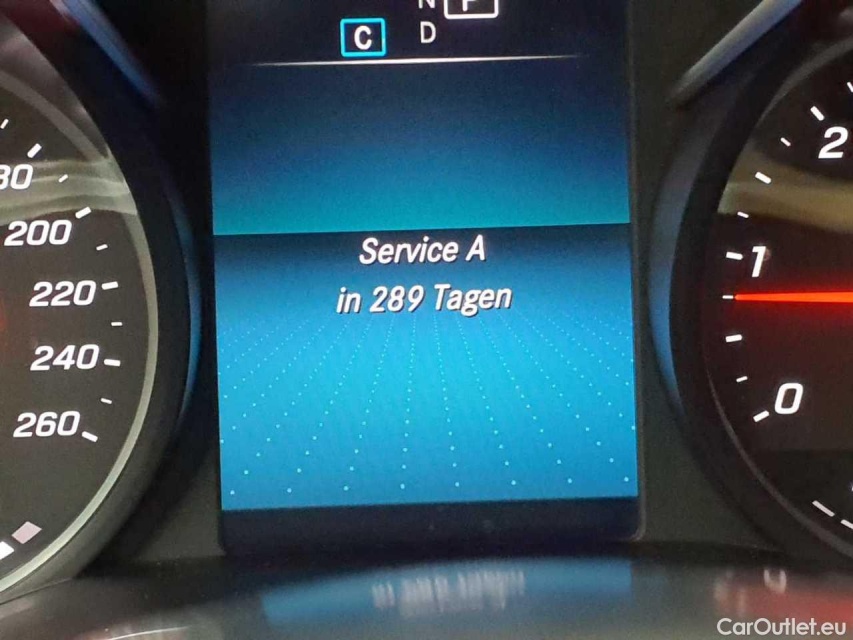 N P
C D
Service A
in 289 Tagen
200
220
240
260
2
1
0
CarOutlet.eu